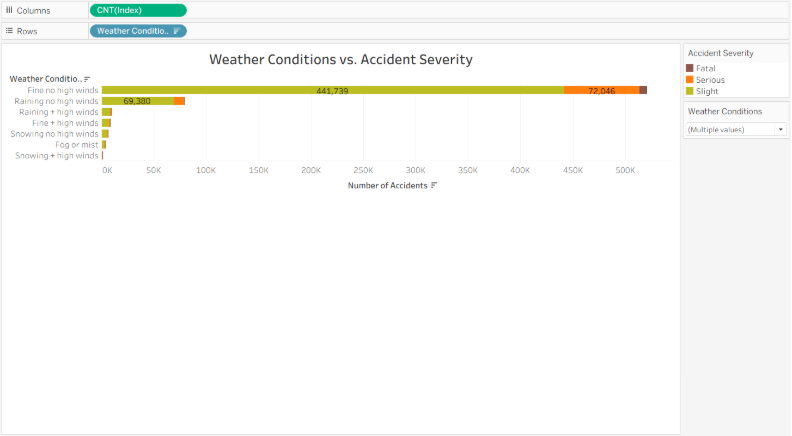 Columns CNT(Index)
Rows Weather Conditio..
Weather Conditions vs. Accident Severity
Weather Conditio..
Fine no high winds 441,739 72,046
Raining no high winds 69,380
Raining + high winds
Fine + high winds
Snowing no high winds
Fog or mist
Snowing + high winds
0K 50K 100K 150K 200K 250K 300K 350K 400K 450K 500K
Number of Accidents
Accident Severity
Fatal
Serious
Slight
Weather Conditions
(Multiple values)